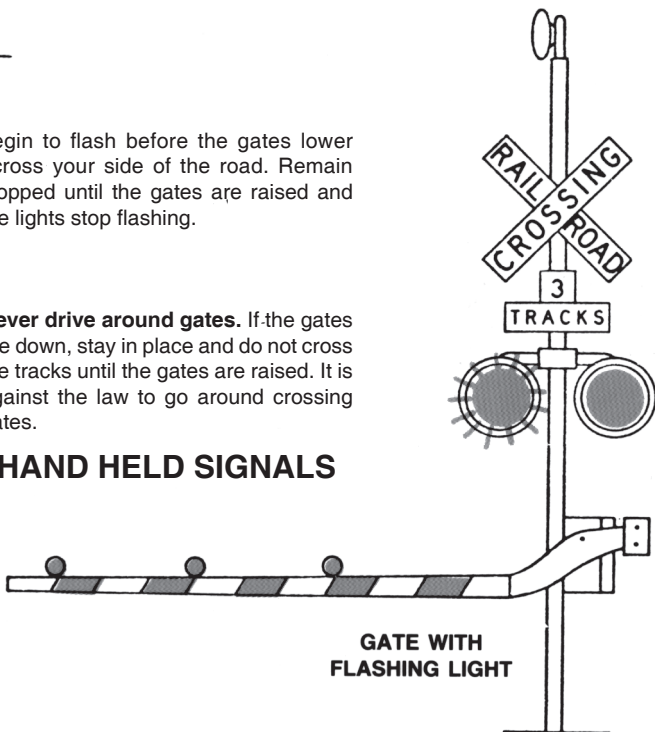 egin to flash before the gates lower
cross your side of the road. Remain
opped until the gates are raised and
e lights stop flashing.
ever drive around gates. If the gates
e down, stay in place and do not cross
e tracks until the gates are raised. It is
gainst the law to go around crossing
ates.
HAND HELD SIGNALS
RAIL ROAD
CROSSING
3
TRACKS
GATE WITH
FLASHING LIGHT